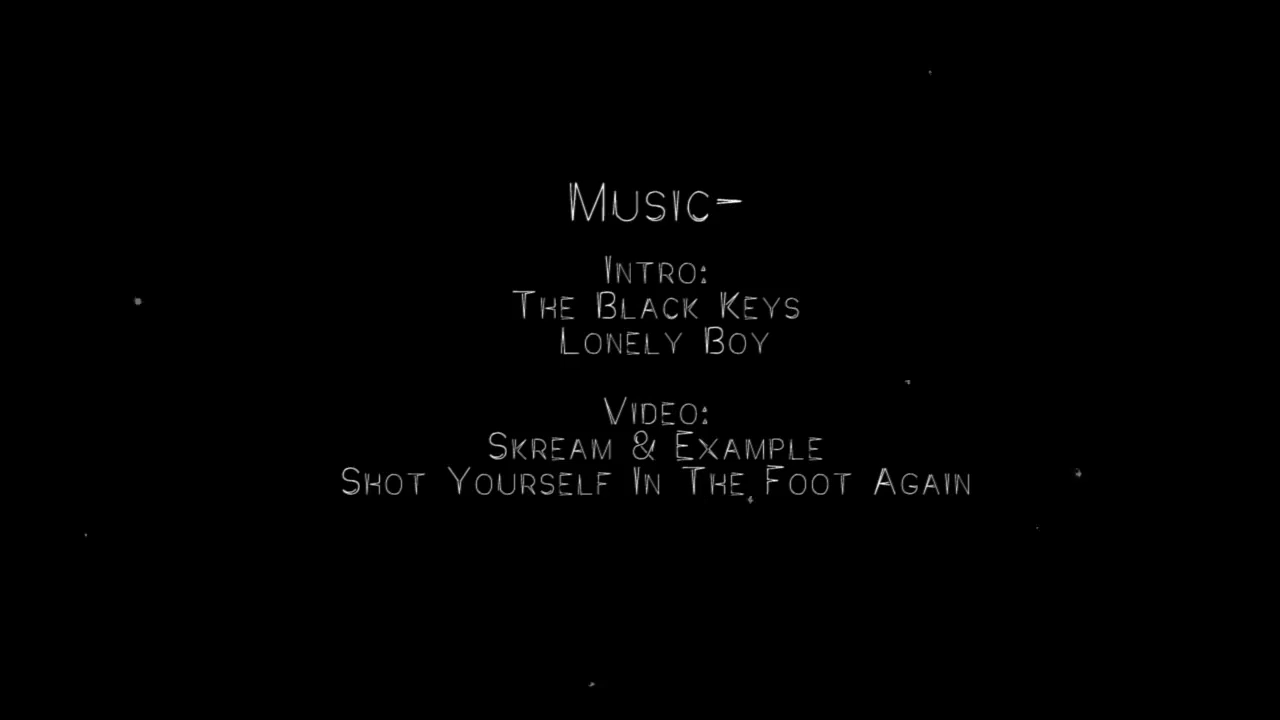 Music-
Intro:
The Black Keys
Lonely Boy
Video:
Skream & Example
Shot Yourself In The Foot Again